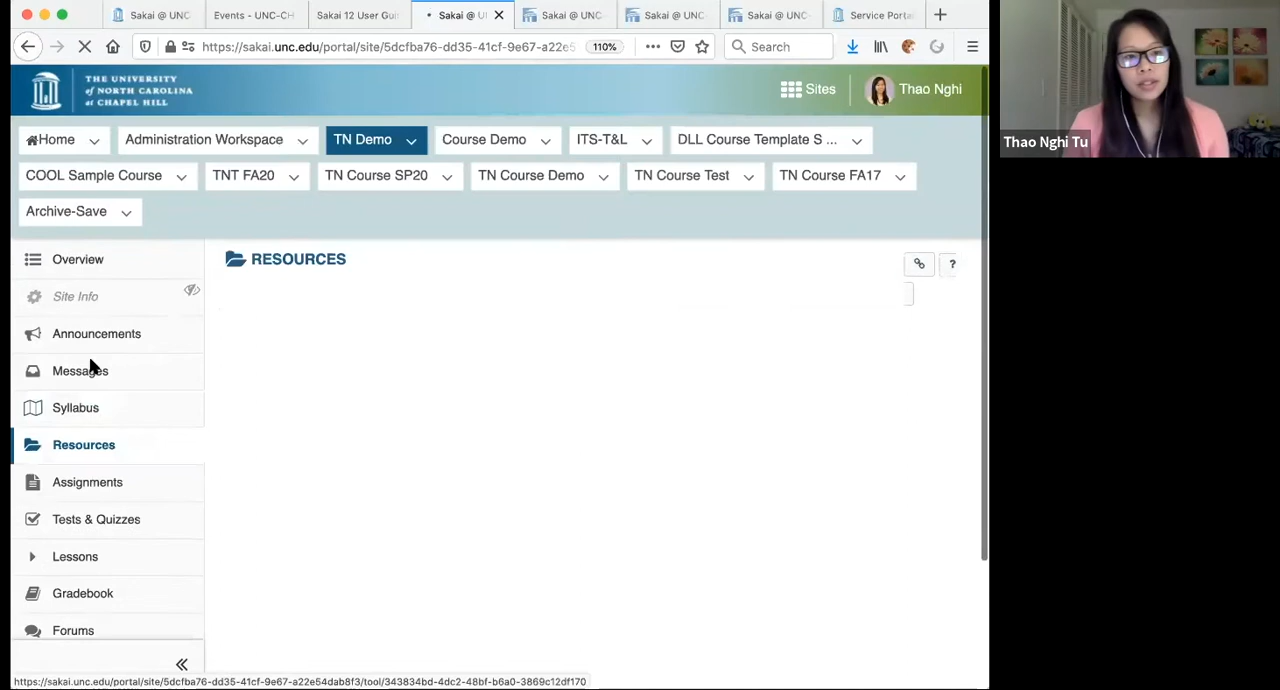 Sakai @ UNC
Events - UNC-CH
Sakai 12 User Gui
Sakai @ U
Sakai @ UNC
Sakai @ UNC
Sakai @ UNC
Service Porta
https://sakai.unc.edu/portal/site/5dcfba76-dd35-41cf-9e67-a22e5
110%
Search
THE UNIVERSITY
of NORTH CAROLINA
at CHAPEL HILL
Sites
Thao Nghi
Thao Nghi Tu
Home
Administration Workspace
TN Demo
Course Demo
ITS-T&L
DLL Course Template S ...
COOL Sample Course
TNT FA20
TN Course SP20
TN Course Demo
TN Course Test
TN Course FA17
Archive-Save
Overview
RESOURCES
?
Site Info
Announcements
Messages
Syllabus
Resources
Assignments
Tests & Quizzes
Lessons
Gradebook
Forums
https://sakai.unc.edu/portal/site/5dcfba76-dd35-41cf-9e67-a22e54dab8f3/tool/343834bd-4dc2-48bf-b6a0-3869c12df170